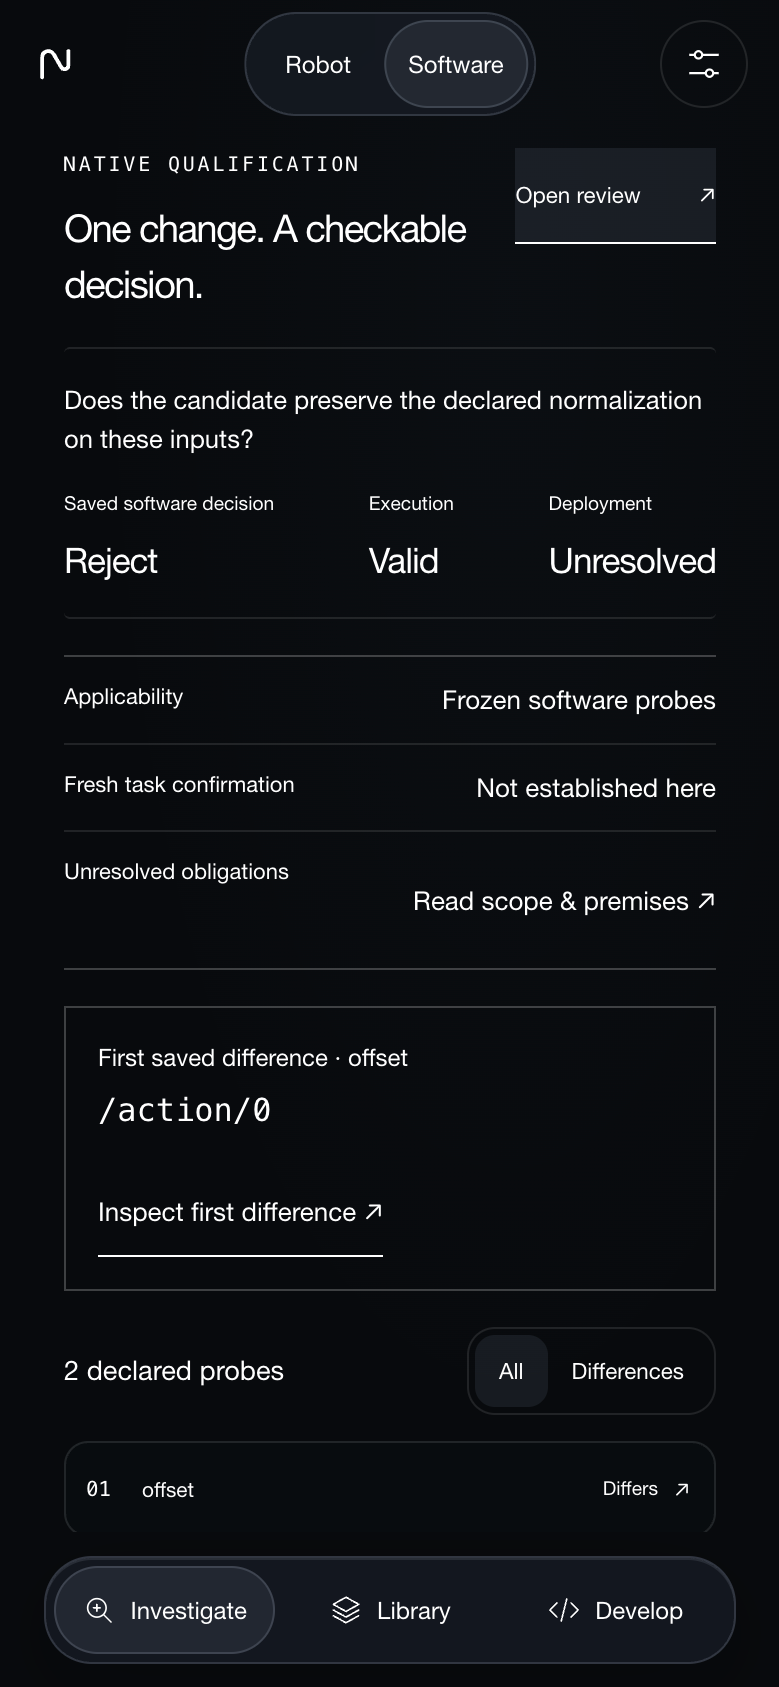 Robot
Software
NATIVE QUALIFICATION
Open review ↗
One change. A checkable
decision.
Does the candidate preserve the declared normalization
on these inputs?
Saved software decision
Execution
Deployment
Reject
Valid
Unresolved
Applicability
Frozen software probes
Fresh task confirmation
Not established here
Unresolved obligations
Read scope & premises ↗
First saved difference · offset
/action/0
Inspect first difference ↗
2 declared probes
All
Differences
01 offset
Differs ↗
Investigate
Library
Develop